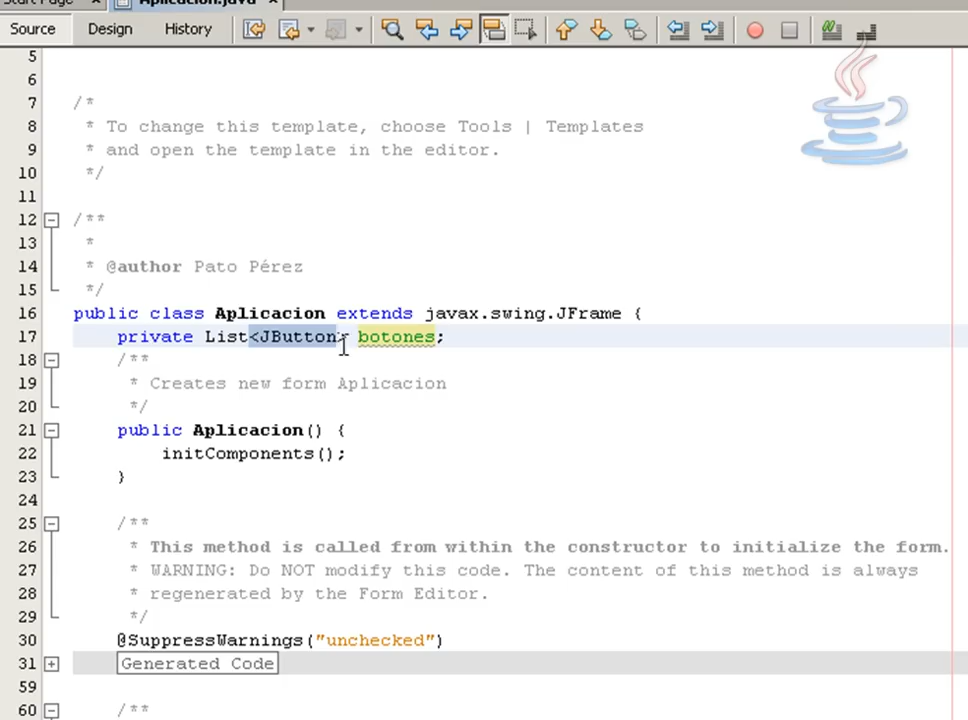 Start Page
Aplicacion.java
Source Design History
5
6
7 /*
8 * To change this template, choose Tools | Templates
9 * and open the template in the editor.
10 */
11
12 /**
13 *
14 * @author Pato Pérez
15 */
16 public class Aplicacion extends javax.swing.JFrame {
17 private List<JButton> botones;
18 /**
19 * Creates new form Aplicacion
20 */
21 public Aplicacion() {
22 initComponents();
23 }
24
25 /**
26 * This method is called from within the constructor to initialize the form.
27 * WARNING: Do NOT modify this code. The content of this method is always
28 * regenerated by the Form Editor.
29 */
30 @SuppressWarnings("unchecked")
31 Generated Code
59
60 /**